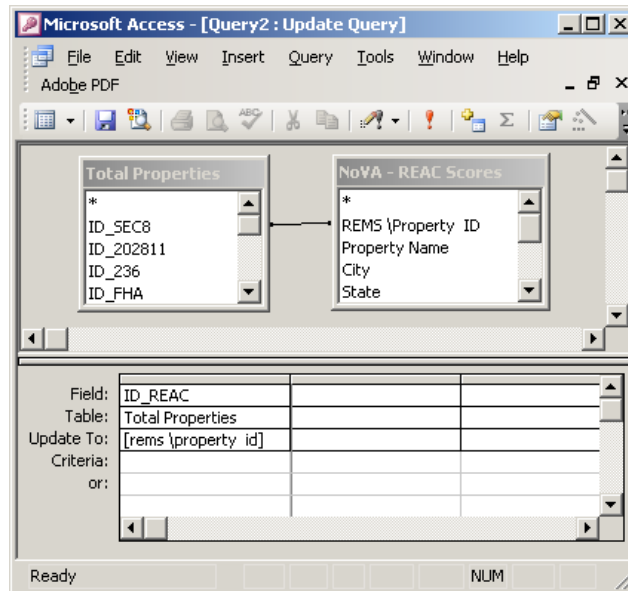 Microsoft Access - [Query2 : Update Query]
File Edit View Insert Query Tools Window Help
Adobe PDF
ABC Σ
Total Properties
*
ID_SEC8
ID_202811
ID_236
ID_FHA
NoVA - REAC Scores
*
REMS \Property ID
Property Name
City
State
Field: ID_REAC
Table: Total Properties
Update To: [rems \property id]
Criteria:
or:
Ready NUM